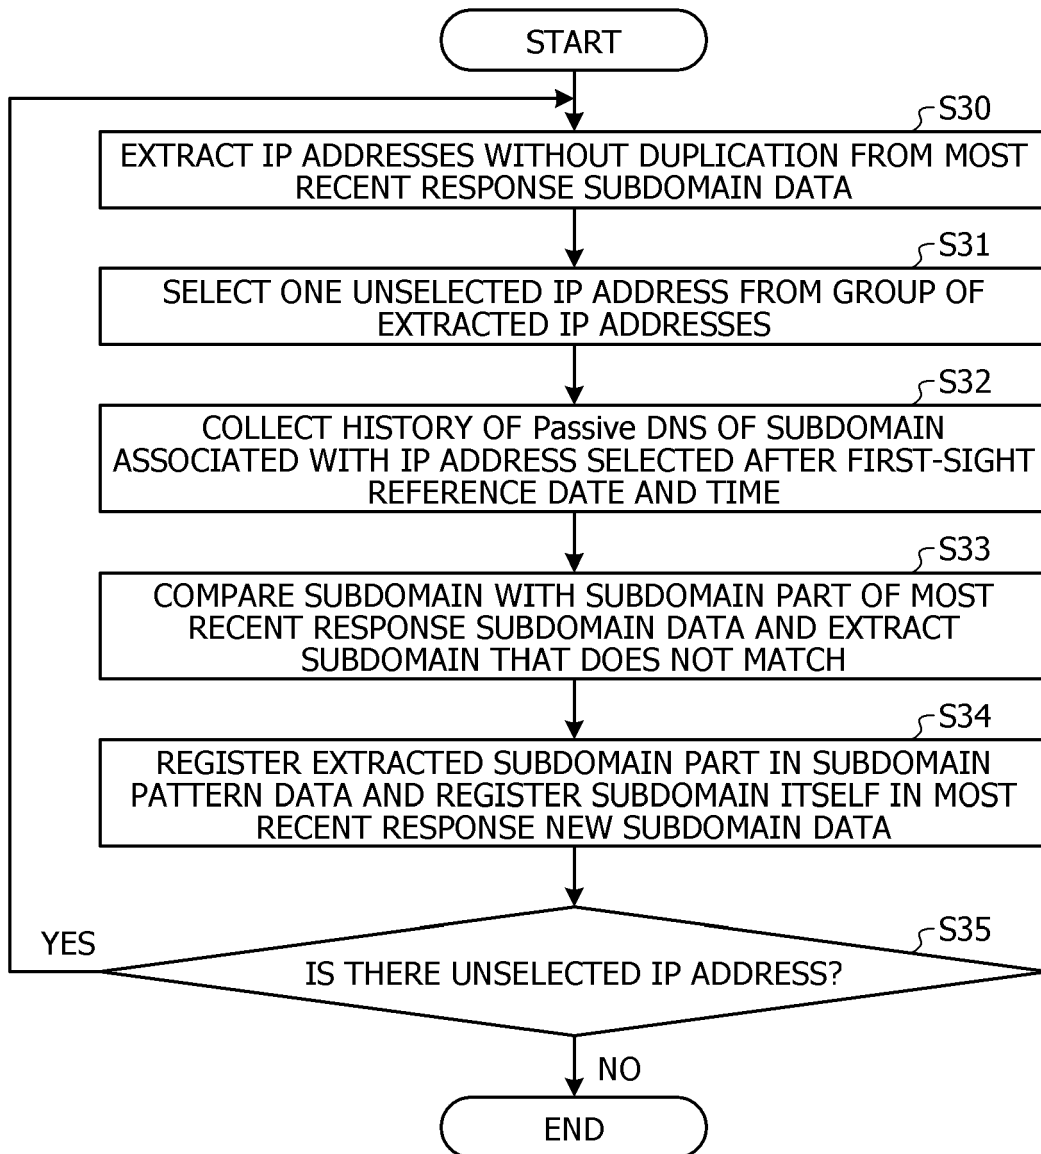 START
S30
EXTRACT IP ADDRESSES WITHOUT DUPLICATION FROM MOST
RECENT RESPONSE SUBDOMAIN DATA
S31
SELECT ONE UNSELECTED IP ADDRESS FROM GROUP OF
EXTRACTED IP ADDRESSES
S32
COLLECT HISTORY OF Passive DNS OF SUBDOMAIN
ASSOCIATED WITH IP ADDRESS SELECTED AFTER FIRST-SIGHT
REFERENCE DATE AND TIME
S33
COMPARE SUBDOMAIN WITH SUBDOMAIN PART OF MOST
RECENT RESPONSE SUBDOMAIN DATA AND EXTRACT
SUBDOMAIN THAT DOES NOT MATCH
S34
REGISTER EXTRACTED SUBDOMAIN PART IN SUBDOMAIN
PATTERN DATA AND REGISTER SUBDOMAIN ITSELF IN MOST
RECENT RESPONSE NEW SUBDOMAIN DATA
S35
YES
IS THERE UNSELECTED IP ADDRESS?
NO
END